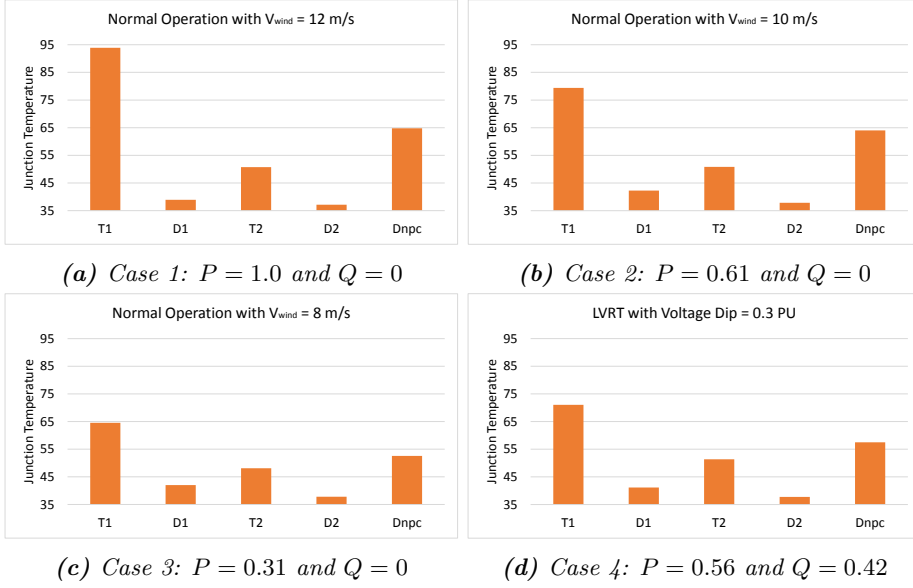 Normal Operation with Vwind = 12 m/s
Junction Temperature
95
85
75
65
55
45
35
T1 D1 T2 D2 Dnpc
(a) Case 1: P = 1.0 and Q = 0
Normal Operation with Vwind = 10 m/s
Junction Temperature
95
85
75
65
55
45
35
T1 D1 T2 D2 Dnpc
(b) Case 2: P = 0.61 and Q = 0
Normal Operation with Vwind = 8 m/s
Junction Temperature
95
85
75
65
55
45
35
T1 D1 T2 D2 Dnpc
(c) Case 3: P = 0.31 and Q = 0
LVRT with Voltage Dip = 0.3 PU
Junction Temperature
95
85
75
65
55
45
35
T1 D1 T2 D2 Dnpc
(d) Case 4: P = 0.56 and Q = 0.42